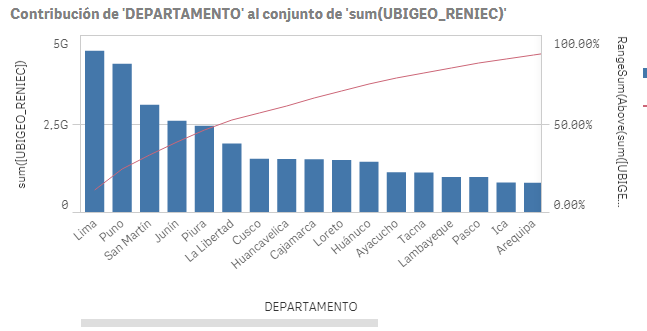 Contribución de 'DEPARTAMENTO' al conjunto de 'sum(UBIGEO_RENIEC)'
sum([UBIGEO_RENIEC])
5G
2.5G
0
100.00%
50.00%
0.00%
RangeSum(Above(sum([UBIGE...
Lima
Puno
San Martin
Junín
Piura
La Libertad
Cusco
Huancavelica
Cajamarca
Loreto
Huánuco
Ayacucho
Tacna
Lambayeque
Pasco
Ica
Arequipa
DEPARTAMENTO